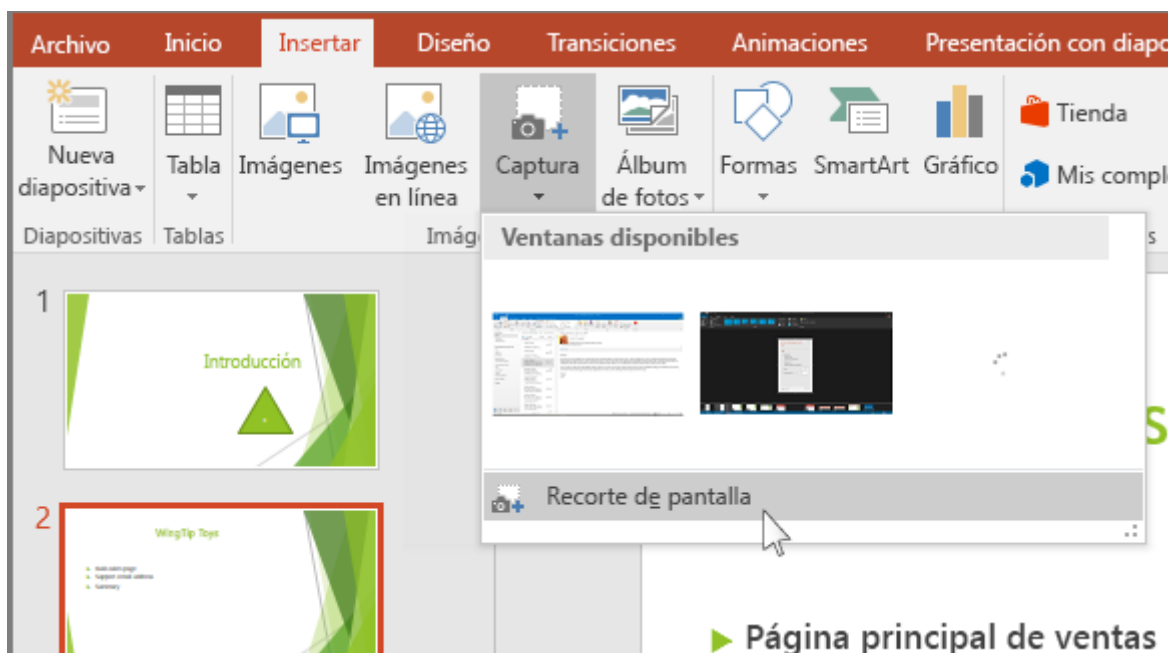 Archivo Inicio Insertar Diseño Transiciones Animaciones Presentación con diapo
Nueva
diapositiva
Tabla
Imágenes
Imágenes
en línea
Captura
Álbum
de fotos
Formas
SmartArt
Gráfico
Tienda
Mis comple
Diapositivas
Tablas
Imág
s
Ventanas disponibles
Recorte de pantalla
1
Introducción
2
WingTip Toys
Summary
S
Página principal de ventas